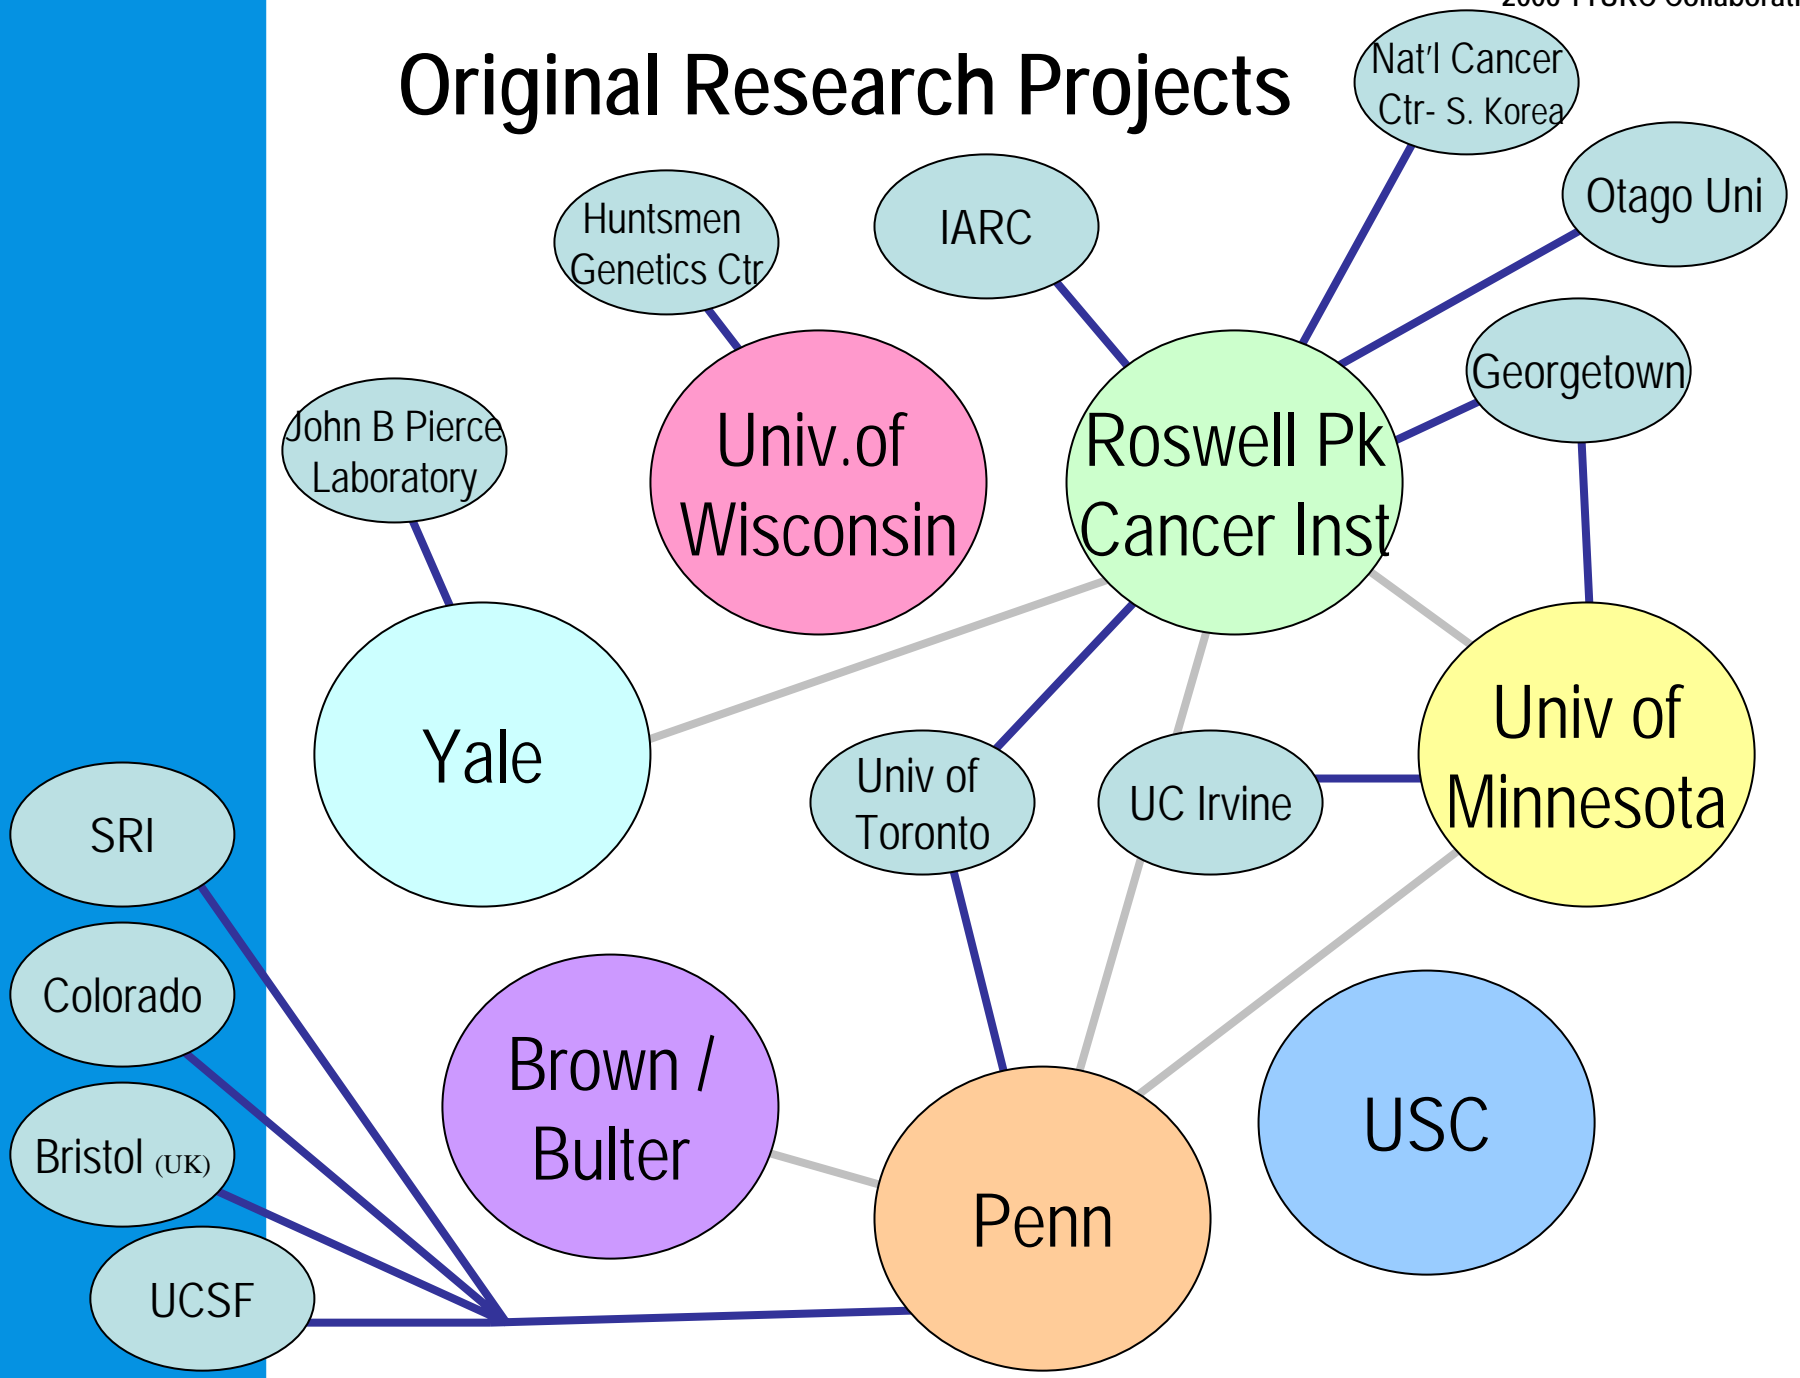 Original Research Projects
Nat'l Cancer
Ctr- S. Korea
Otago Uni
Huntsmen
Genetics Ctr
IARC
Georgetown
John B Pierce
Laboratory
Univ.of
Wisconsin
Roswell Pk
Cancer Inst
Yale
Univ of
Toronto
UC Irvine
Univ of
Minnesota
SRI
Colorado
Bristol (UK)
UCSF
Brown /
Bulter
Penn
USC